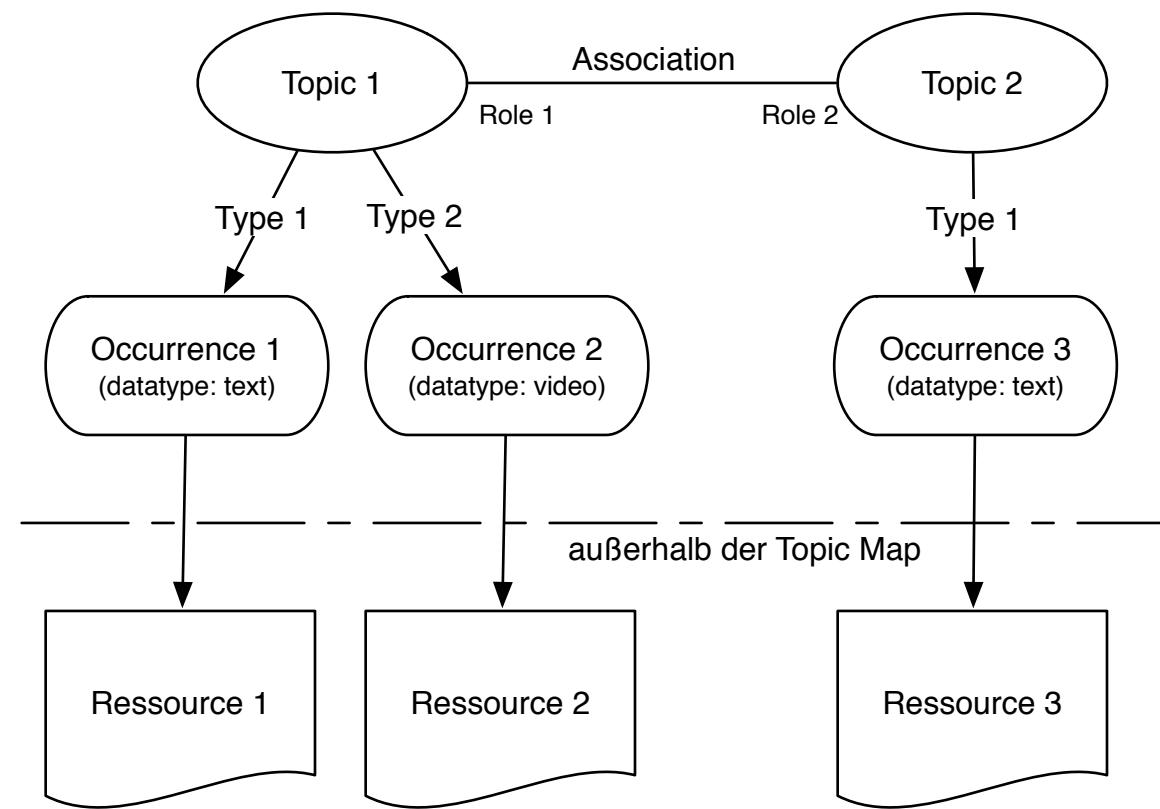 Topic 1
Association
Topic 2
Role 1
Role 2
Type 1
Type 2
Type 1
Occurrence 1
(datatype: text)
Occurrence 2
(datatype: video)
Occurrence 3
(datatype: text)
außerhalb der Topic Map
Ressource 1
Ressource 2
Ressource 3